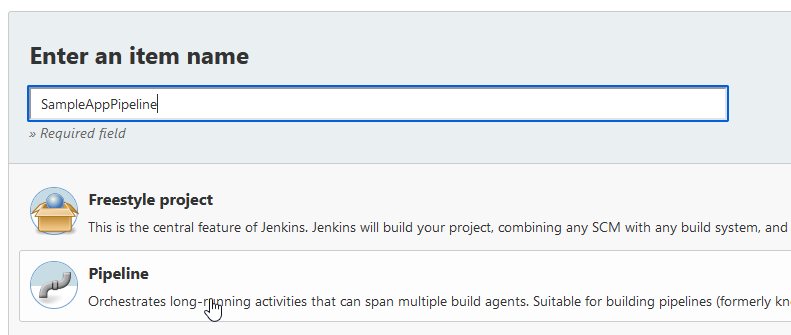 Enter an item name
SampleAppPipeline
» Required field
Freestyle project
This is the central feature of Jenkins. Jenkins will build your project, combining any SCM with any build system, and
Pipeline
Orchestrates long-running activities that can span multiple build agents. Suitable for building pipelines (formerly